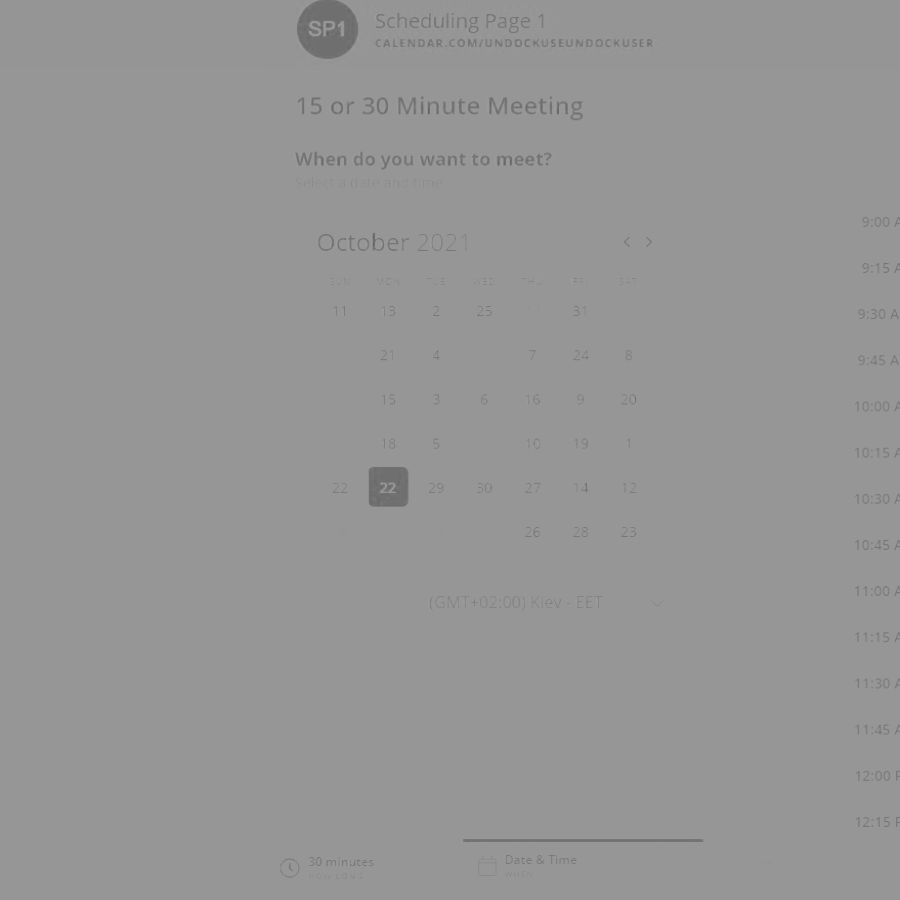 SP1
Scheduling Page 1
CALENDAR.COM/UNDOCKUSEUNDOCKUSER
15 or 30 Minute Meeting
When do you want to meet?
Select a date and time
October 2021
SUN MON TUE WED THU FRI SAT
11 13 2 25 31
21 4 7 24 8
15 3 6 16 9 20
18 5 10 19 1
22 22 29 30 27 14 12
26 28 23
(GMT+02:00) Kiev - EET
9:00 A
9:15 A
9:30 A
9:45 A
10:00 A
10:15 A
10:30 A
10:45 A
11:00 A
11:15 A
11:30 A
11:45 A
12:00 P
12:15 P
30 minutes
HOW LONG
Date & Time
WHEN